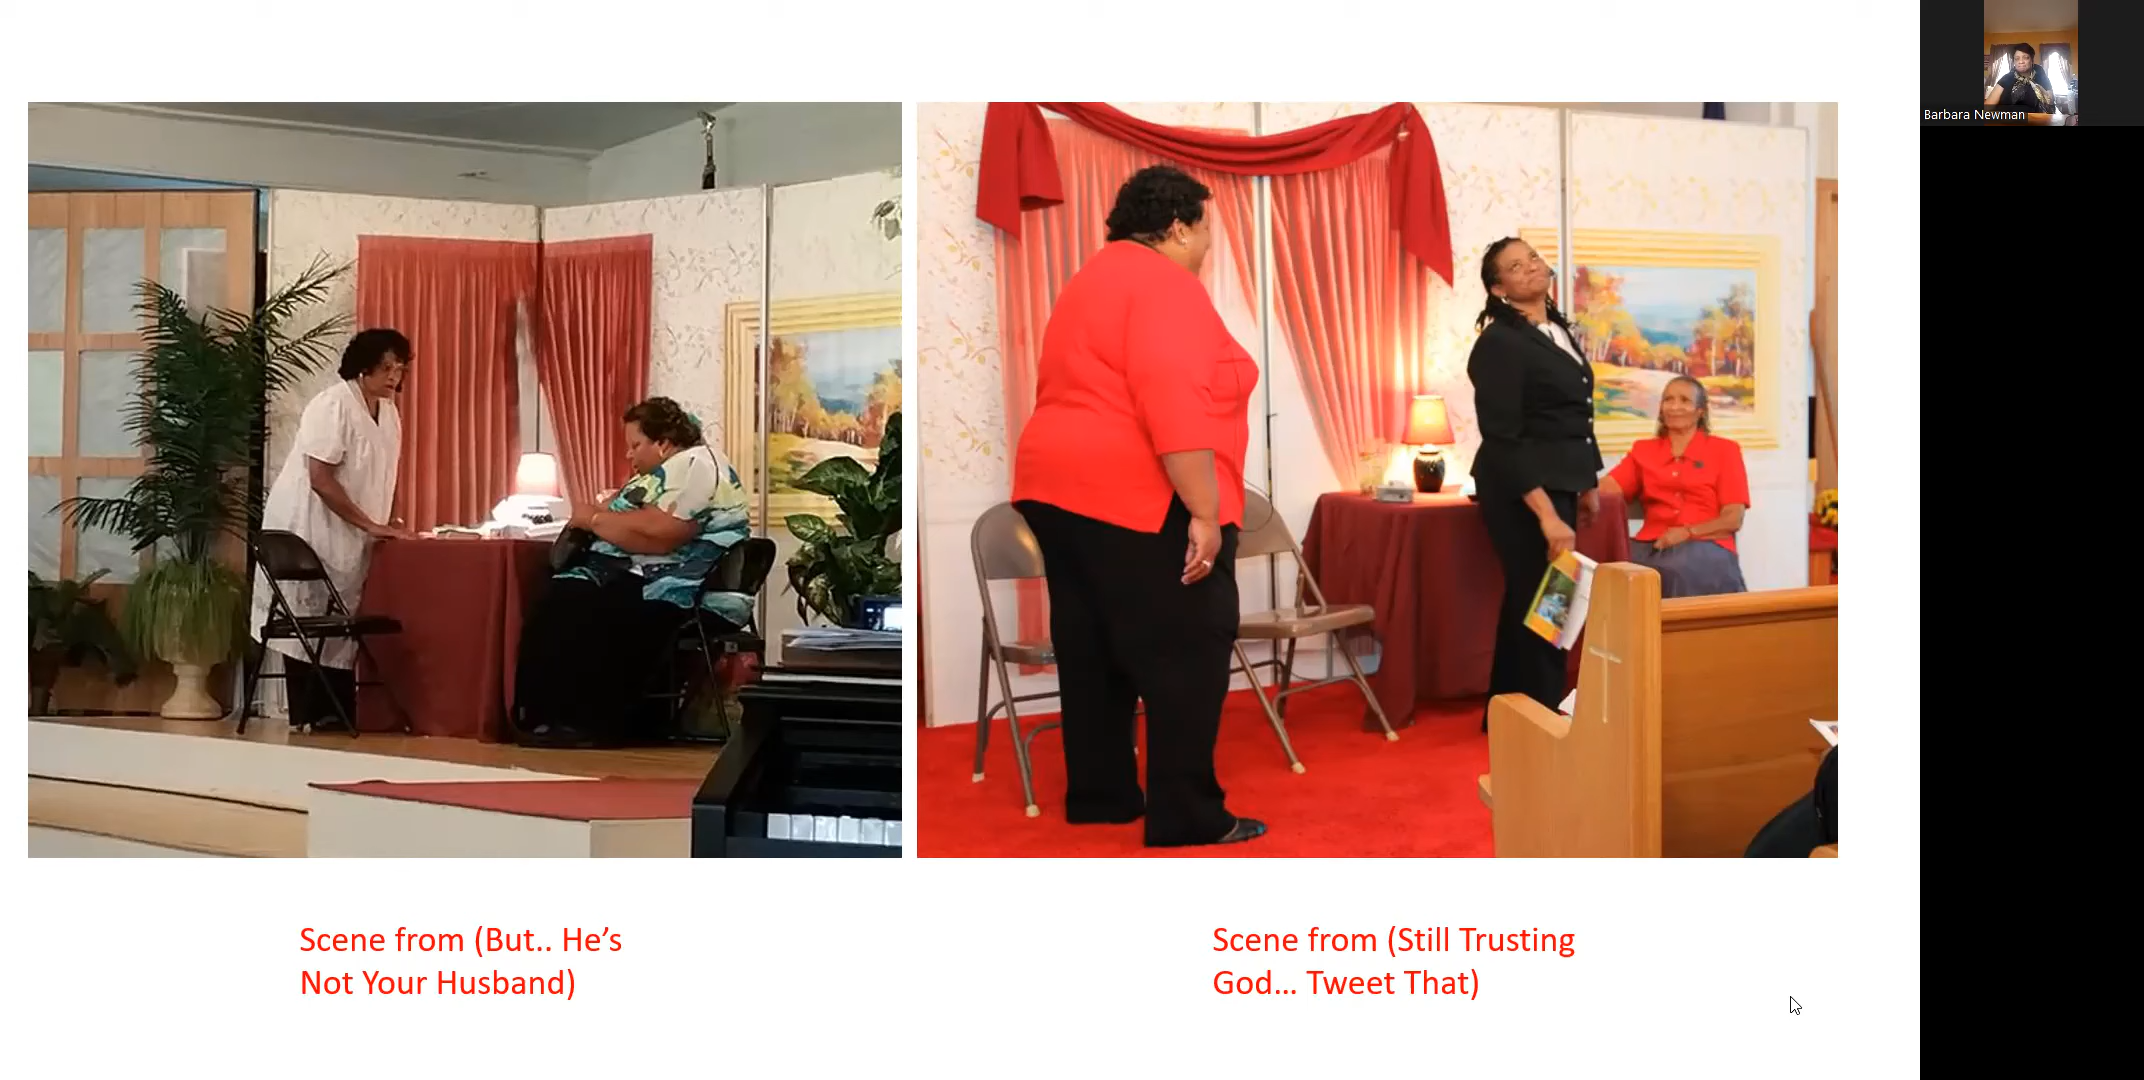 Barbara Newman
Scene from (But.. He’s
Not Your Husband)
Scene from (Still Trusting
God... Tweet That)